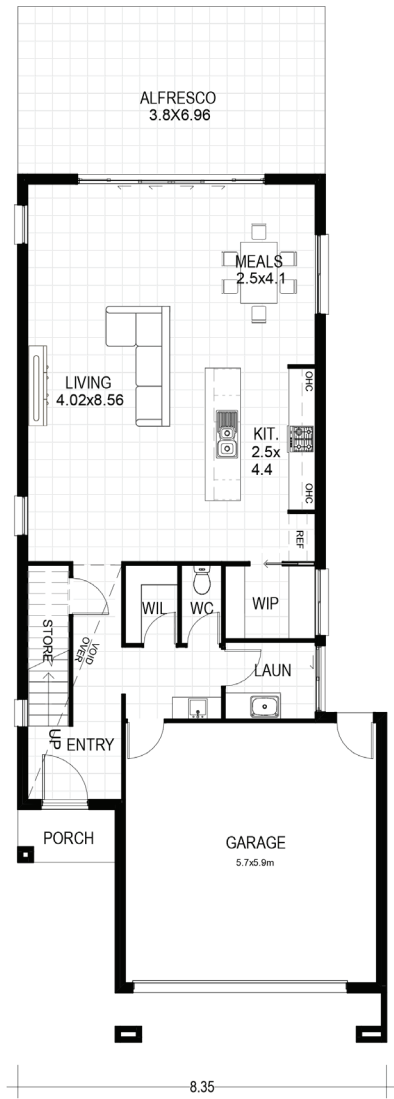 ALFRESCO
3.8X6.96
MEALS
2.5x4.1
LIVING
4.02x8.56
OHC
KIT.
2.5x
4.4
OHC
REF
WIL
WC
WIP
STORE
VOID
OVER
LAUN
UP
ENTRY
PORCH
GARAGE
5.7x5.9m
8.35